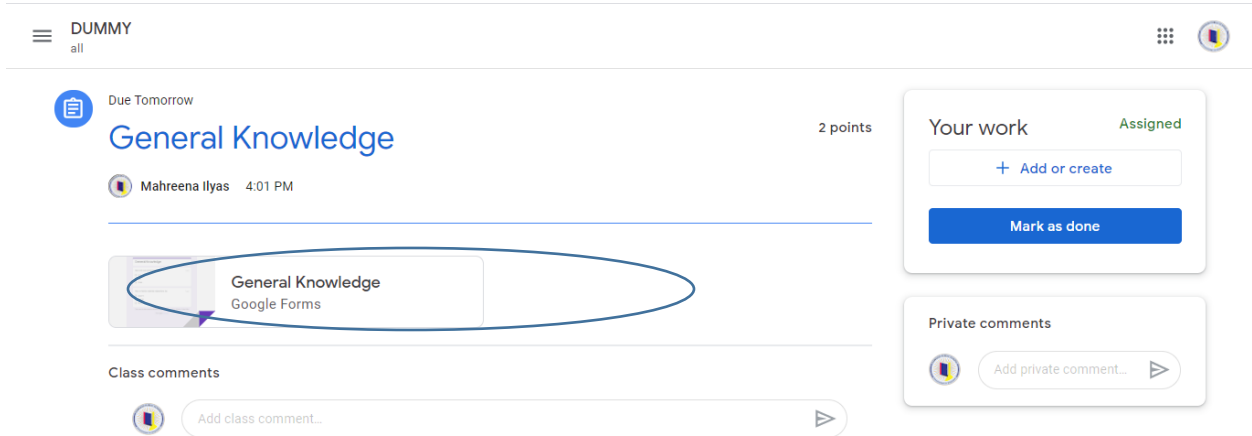 DUMMY
all
Due Tomorrow
General Knowledge
2 points
Mahreena Ilyas 4:01 PM
General Knowledge
Google Forms
Class comments
Add class comment...
Your work
Assigned
+ Add or create
Mark as done
Private comments
Add private comment...